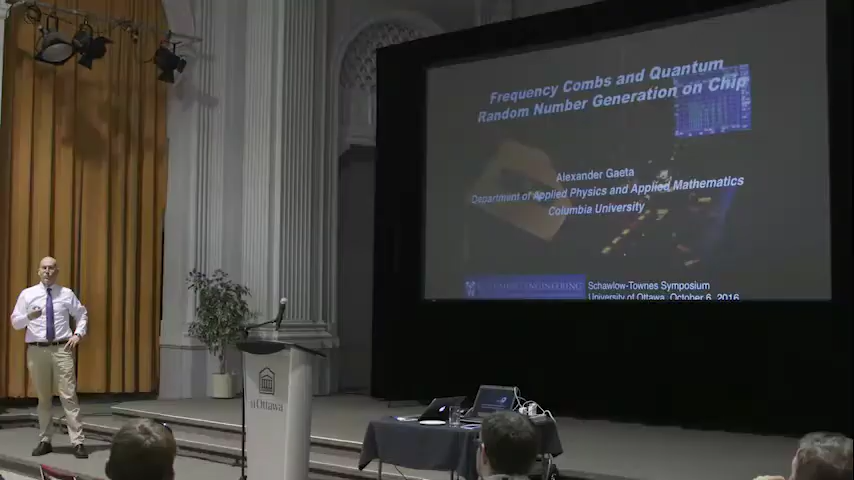 Frequency Combs and Quantum
Random Number Generation on Chip
Alexander Gaeta
Department of Applied Physics and Applied Mathematics
Columbia University
Schawlow-Townes Symposium
University of Ottawa, October 6, 2016
uOttawa